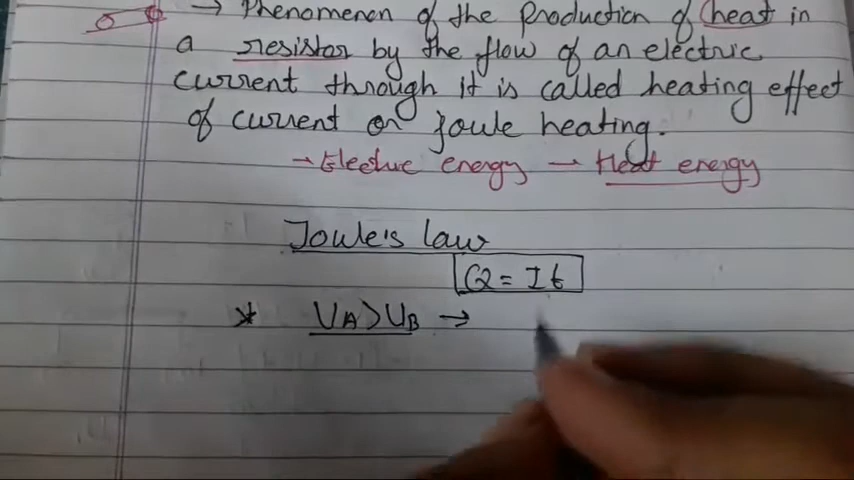 → Phenomenon of the production of heat in
a resistor by the flow of an electric
current through it is called heating effect
of current or joule heating.
→ Electric energy → Heat energy
Joule's law
Q = It
* VA > VB →